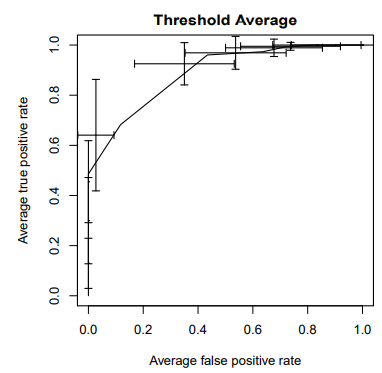 Threshold Average
Average true positive rate
1.0
0.8
0.6
0.4
0.2
0.0
0.0 0.2 0.4 0.6 0.8 1.0
Average false positive rate